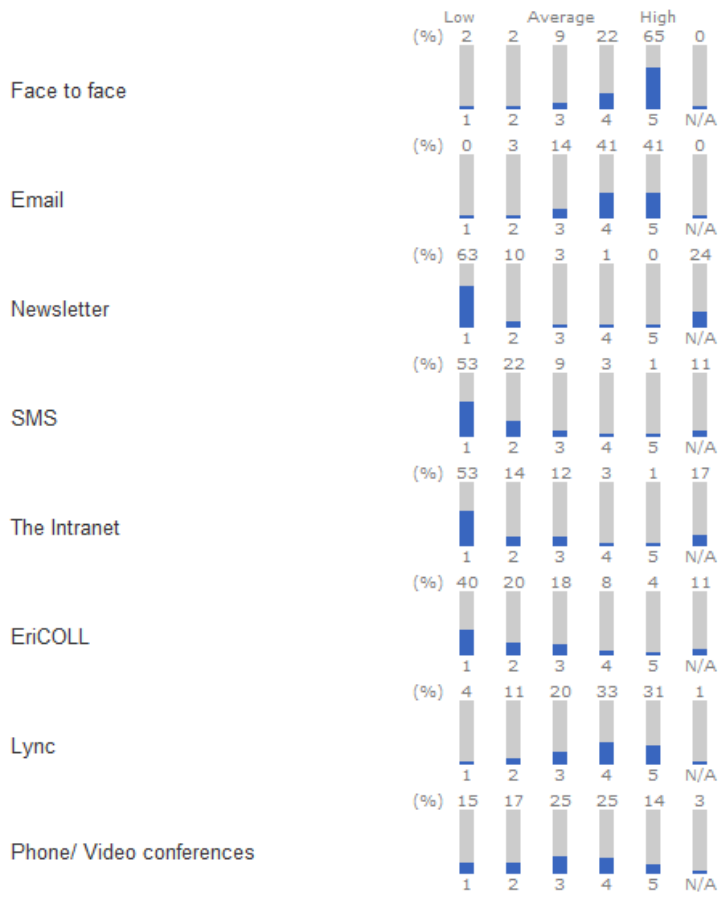 Low Average High
(%) 2 2 9 22 65 0
Face to face
1 2 3 4 5 N/A
(%) 0 3 14 41 41 0
Email
1 2 3 4 5 N/A
(%) 63 10 3 1 0 24
Newsletter
1 2 3 4 5 N/A
(%) 53 22 9 3 1 11
SMS
1 2 3 4 5 N/A
(%) 53 14 12 3 1 17
The Intranet
1 2 3 4 5 N/A
(%) 40 20 18 8 4 11
EriCOLL
1 2 3 4 5 N/A
(%) 4 11 20 33 31 1
Lync
1 2 3 4 5 N/A
(%) 15 17 25 25 14 3
Phone/ Video conferences
1 2 3 4 5 N/A